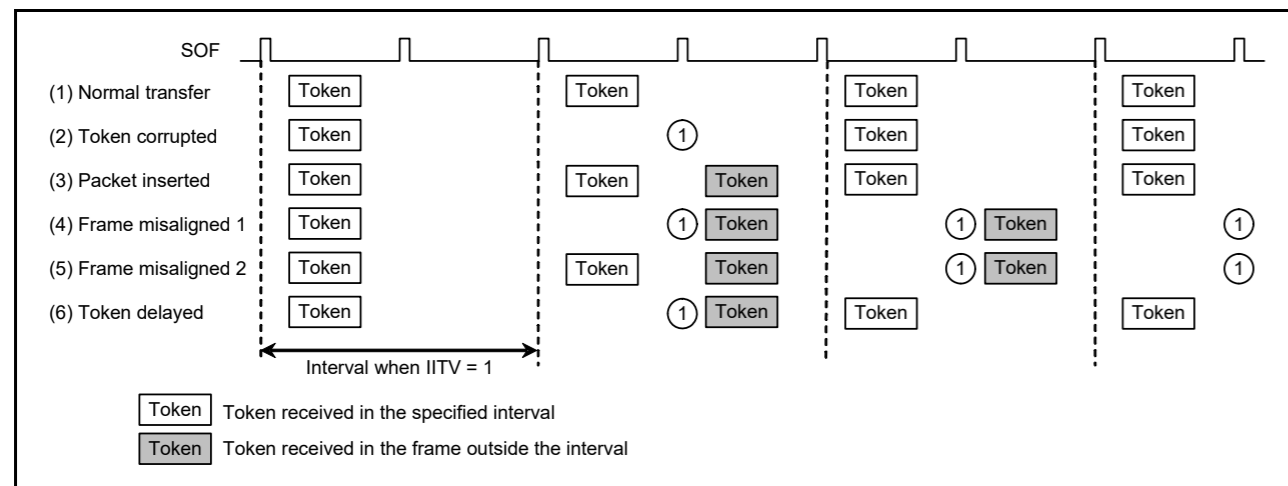 SOF
(1) Normal transfer Token Token Token Token
(2) Token corrupted Token 1 Token Token
(3) Packet inserted Token Token Token Token Token
(4) Frame misaligned 1 Token 1 Token 1 Token 1
(5) Frame misaligned 2 Token Token Token 1 Token 1
(6) Token delayed Token 1 Token Token Token
Interval when IITV = 1
Token Token received in the specified interval
Token Token received in the frame outside the interval